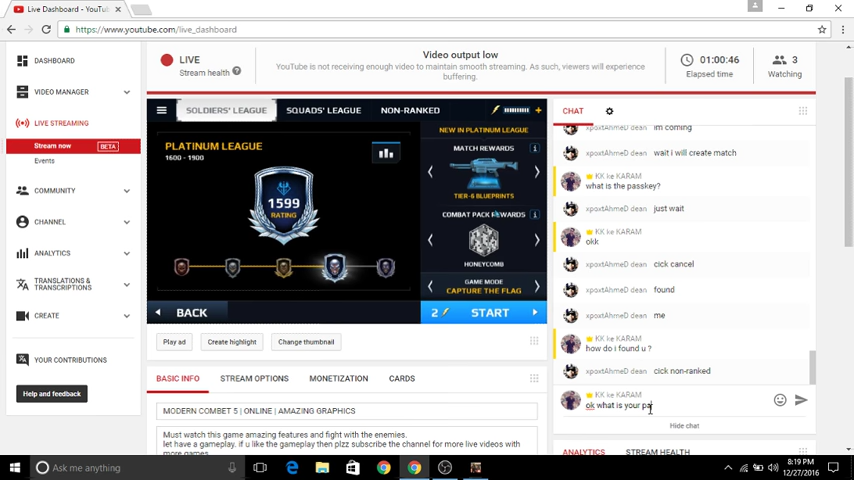 Live Dashboard - YouTube
https://www.youtube.com/live_dashboard
DASHBOARD
VIDEO MANAGER
LIVE STREAMING
Stream now BETA
Events
COMMUNITY
CHANNEL
ANALYTICS
TRANSLATIONS &
TRANSCRIPTIONS
CREATE
YOUR CONTRIBUTIONS
Help and feedback
LIVE
Stream health
Video output low
YouTube is not receiving enough video to maintain smooth streaming. As such, viewers will experience
buffering.
01:00:46
Elapsed time
3
Watching
SOLDIERS' LEAGUE SQUADS' LEAGUE NON-RANKED
PLATINUM LEAGUE
1600 - 1900
1599
RATING
NEW IN PLATINUM LEAGUE
MATCH REWARDS
TIER-6 BLUEPRINTS
COMBAT PACK REWARDS
HONEYCOMB
GAME MODE
CAPTURE THE FLAG
BACK
2 START
Play ad Create highlight Change thumbnail
BASIC INFO STREAM OPTIONS MONETIZATION CARDS
MODERN COMBAT 5 | ONLINE | AMAZING GRAPHICS
Must watch this game amazing features and fight with the enemies.
let have a gameplay. if u like the gameplay then plzz subscribe the channel for more live videos with
more games.
CHAT
xpoxtAhmeD dean im coming
xpoxtAhmeD dean wait i will create match
KK ke KARAM
what is the passkey?
xpoxtAhmeD dean just wait
KK ke KARAM
okk
xpoxtAhmeD dean cick cancel
xpoxtAhmeD dean found
xpoxtAhmeD dean me
KK ke KARAM
how do i found u ?
xpoxtAhmeD dean cick non-ranked
KK ke KARAM
ok what is your pa
Hide chat
ANALYTICS STREAM HEALTH
Ask me anything
8:19 PM
12/27/2016